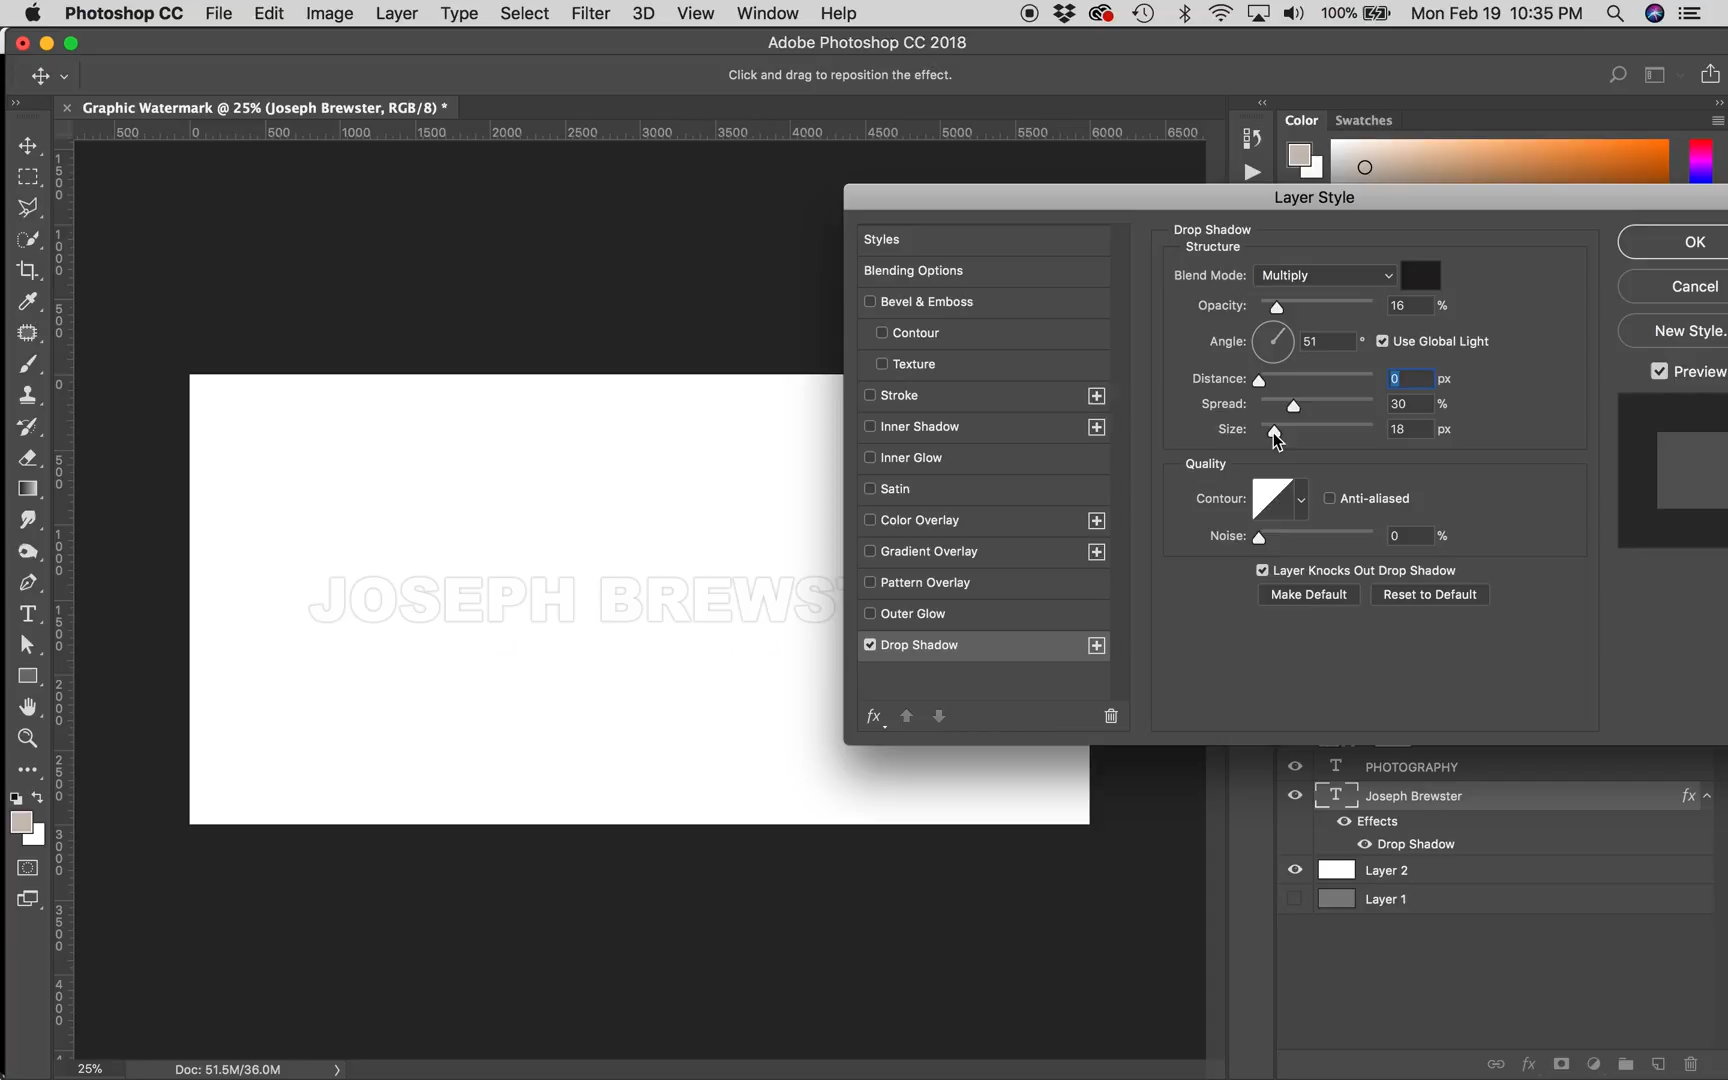 Photoshop CC File Edit Image Layer Type Select Filter 3D View Window Help 100% Mon Feb 19 10:35 PM
Adobe Photoshop CC 2018
Click and drag to reposition the effect.
Graphic Watermark @ 25% (Joseph Brewster, RGB/8) *
500 0 500 1000 1500 2000 2500 3000 3500 4000 4500 5000 5500 6000 6500
Color Swatches
Layer Style
Styles
Blending Options
Bevel & Emboss
Contour
Texture
Stroke
Inner Shadow
Inner Glow
Satin
Color Overlay
Gradient Overlay
Pattern Overlay
Outer Glow
Drop Shadow
fx
Drop Shadow
Structure
Blend Mode: Multiply
Opacity: 16 %
Angle: 51 ° Use Global Light
Distance: 0 px
Spread: 30 %
Size: 18 px
Quality
Contour: Anti-aliased
Noise: 0 %
Layer Knocks Out Drop Shadow
Make Default Reset to Default
OK
Cancel
New Style.
Preview
JOSEPH BREWS
T PHOTOGRAPHY
T Joseph Brewster fx
Effects
Drop Shadow
Layer 2
Layer 1
fx
25% Doc: 51.5M/36.0M